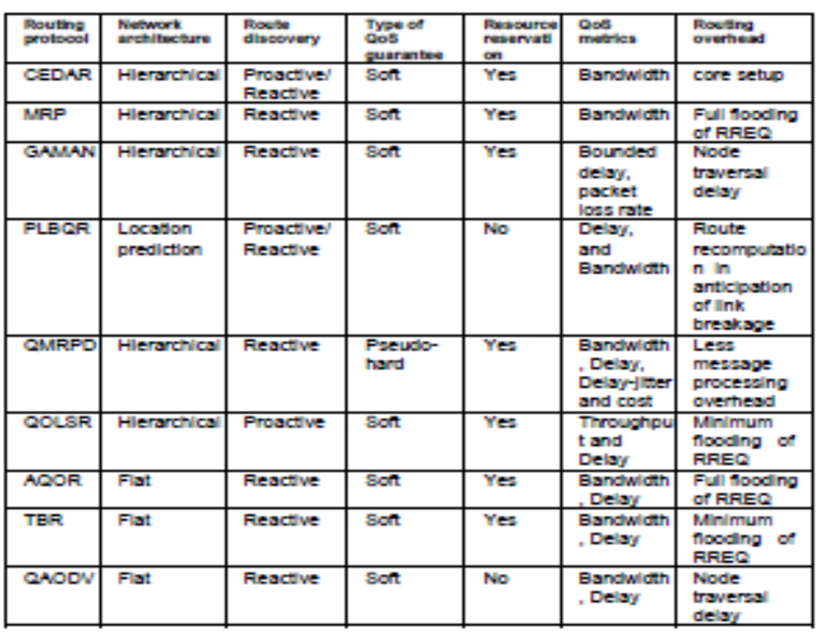 Routing protocol | Network architecture | Route discovery | Type of QoS guarantee | Resource reservati on | QoS metrics | Routing overhead
CEDAR | Hierarchical | Proactive/ Reactive | Soft | Yes | Bandwidth | core setup
MRP | Hierarchical | Reactive | Soft | Yes | Bandwidth | Full flooding of RREQ
GAMAN | Hierarchical | Reactive | Soft | Yes | Bounded delay, packet loss rate | Node traversal delay
PLBQR | Location prediction | Proactive/ Reactive | Soft | No | Delay, and Bandwidth | Route recomputatio n in anticipation of link breakage
QMRPD | Hierarchical | Reactive | Pseudo- hard | Yes | Bandwidth , Delay, Delay-jitter and cost | Less message processing overhead
QOLSR | Hierarchical | Proactive | Soft | Yes | Throughpu t and Delay | Minimum flooding of RREQ
AQOR | Flat | Reactive | Soft | Yes | Bandwidth , Delay | Full flooding of RREQ
TBR | Flat | Reactive | Soft | Yes | Bandwidth , Delay | Minimum flooding of RREQ
QAODV | Flat | Reactive | Soft | No | Bandwidth , Delay | Node traversal delay